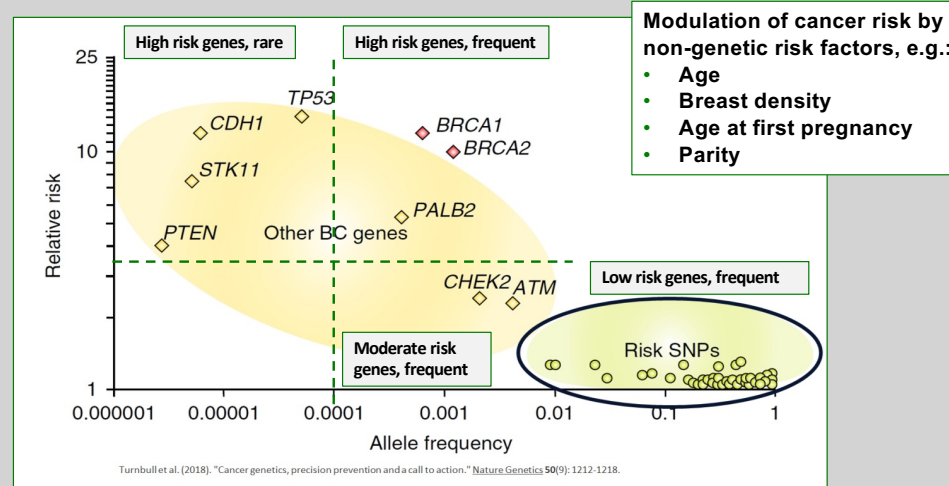 Modulation of cancer risk by
non-genetic risk factors, e.g.:
• Age
• Breast density
• Age at first pregnancy
• Parity
High risk genes, rare
High risk genes, frequent
25
TP53
CDH1
BRCA1
10
BRCA2
STK11
Relative risk
PALB2
PTEN
Other BC genes
Low risk genes, frequent
CHEK2
ATM
Moderate risk
genes, frequent
Risk SNPs
1
0.000001
0.00001
0.0001
0.001
0.01
0.1
1
Allele frequency
Turnbull et al. (2018). "Cancer genetics, precision prevention and a call to action." Nature Genetics 50(9): 1212-1218.